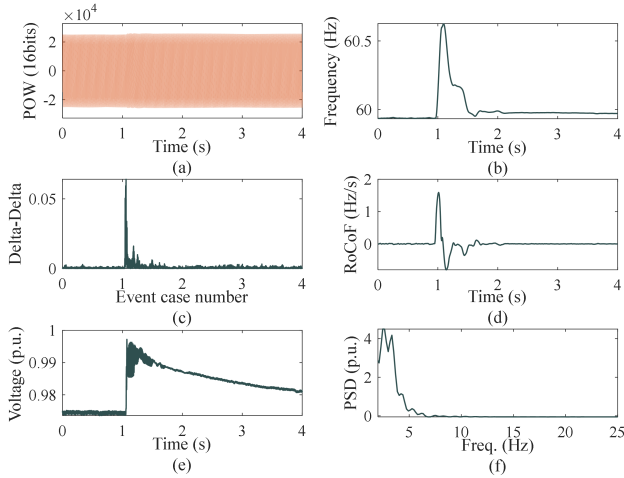 ×10⁴
POW (16bits)
2
0
-2
0 1 2 3 4
Time (s)
(a)
Frequency (Hz)
60.5
60
0 1 2 3 4
Time (s)
(b)
Delta-Delta
0.05
0
0 1 2 3 4
Event case number
(c)
RoCoF (Hz/s)
2
1
0
0 1 2 3 4
Time (s)
(d)
Voltage (p.u.)
1
0.99
0.98
0 1 2 3 4
Time (s)
(e)
PSD (p.u.)
4
2
0
5 10 15 20 25
Freq. (Hz)
(f)